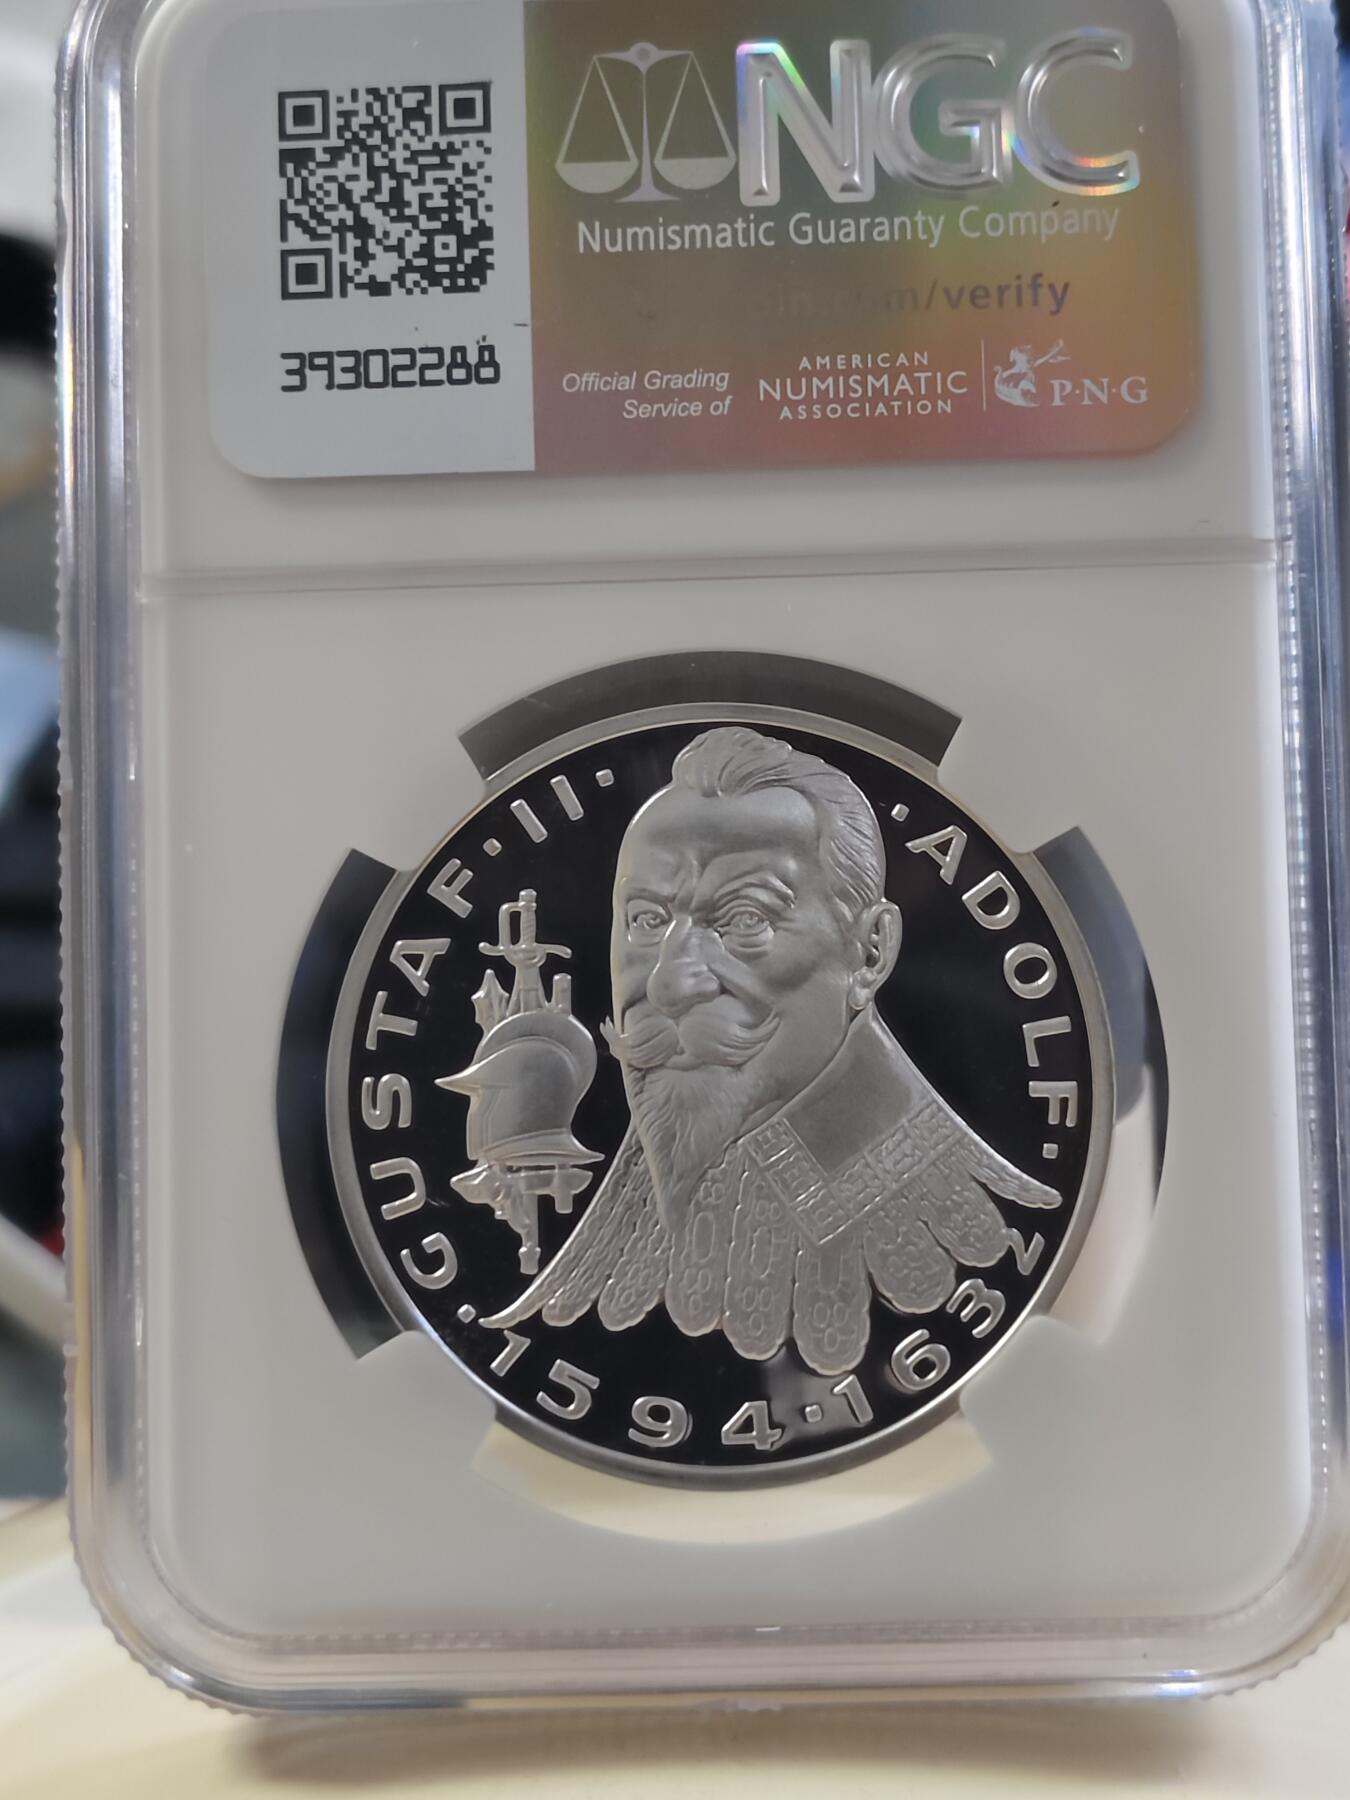 NGC
Numismatic Guaranty Company
/verify
39302288
Official Grading
Service of
AMERICAN
NUMISMATIC
ASSOCIATION
P·N·G
GUSTAF·II· ·ADOLF·
·1594·1632